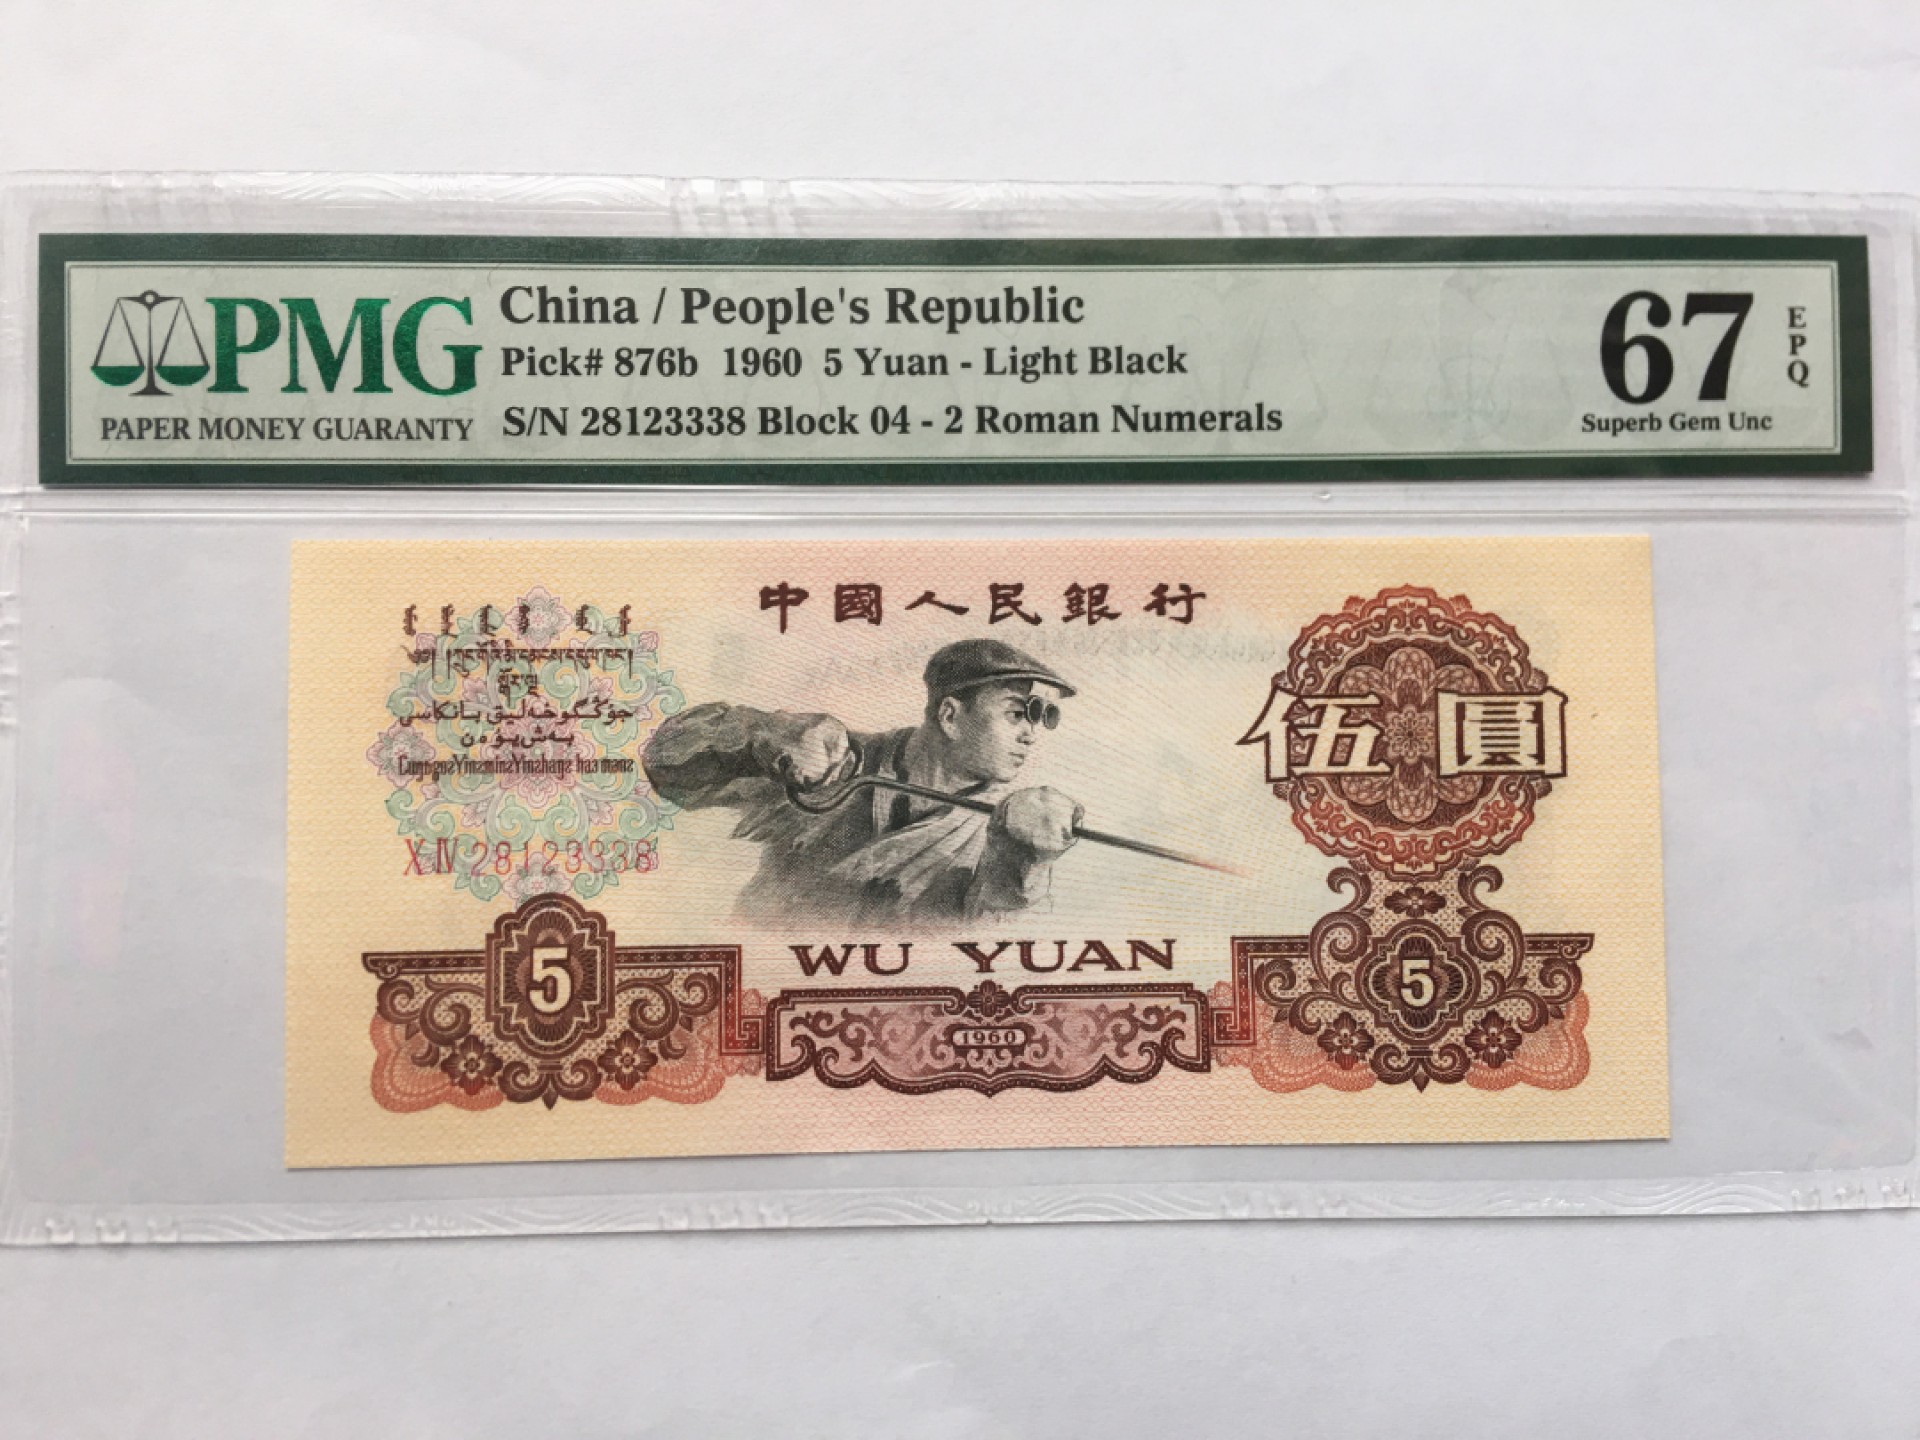 PMG
PAPER MONEY GUARANTY
China / People's Republic
Pick# 876b 1960 5 Yuan - Light Black
S/N 28123338 Block 04 - 2 Roman Numerals
67
EPQ
Superb Gem Unc
中國人民銀行
伍圓
X IV 28123338
5
WU YUAN
1960
5